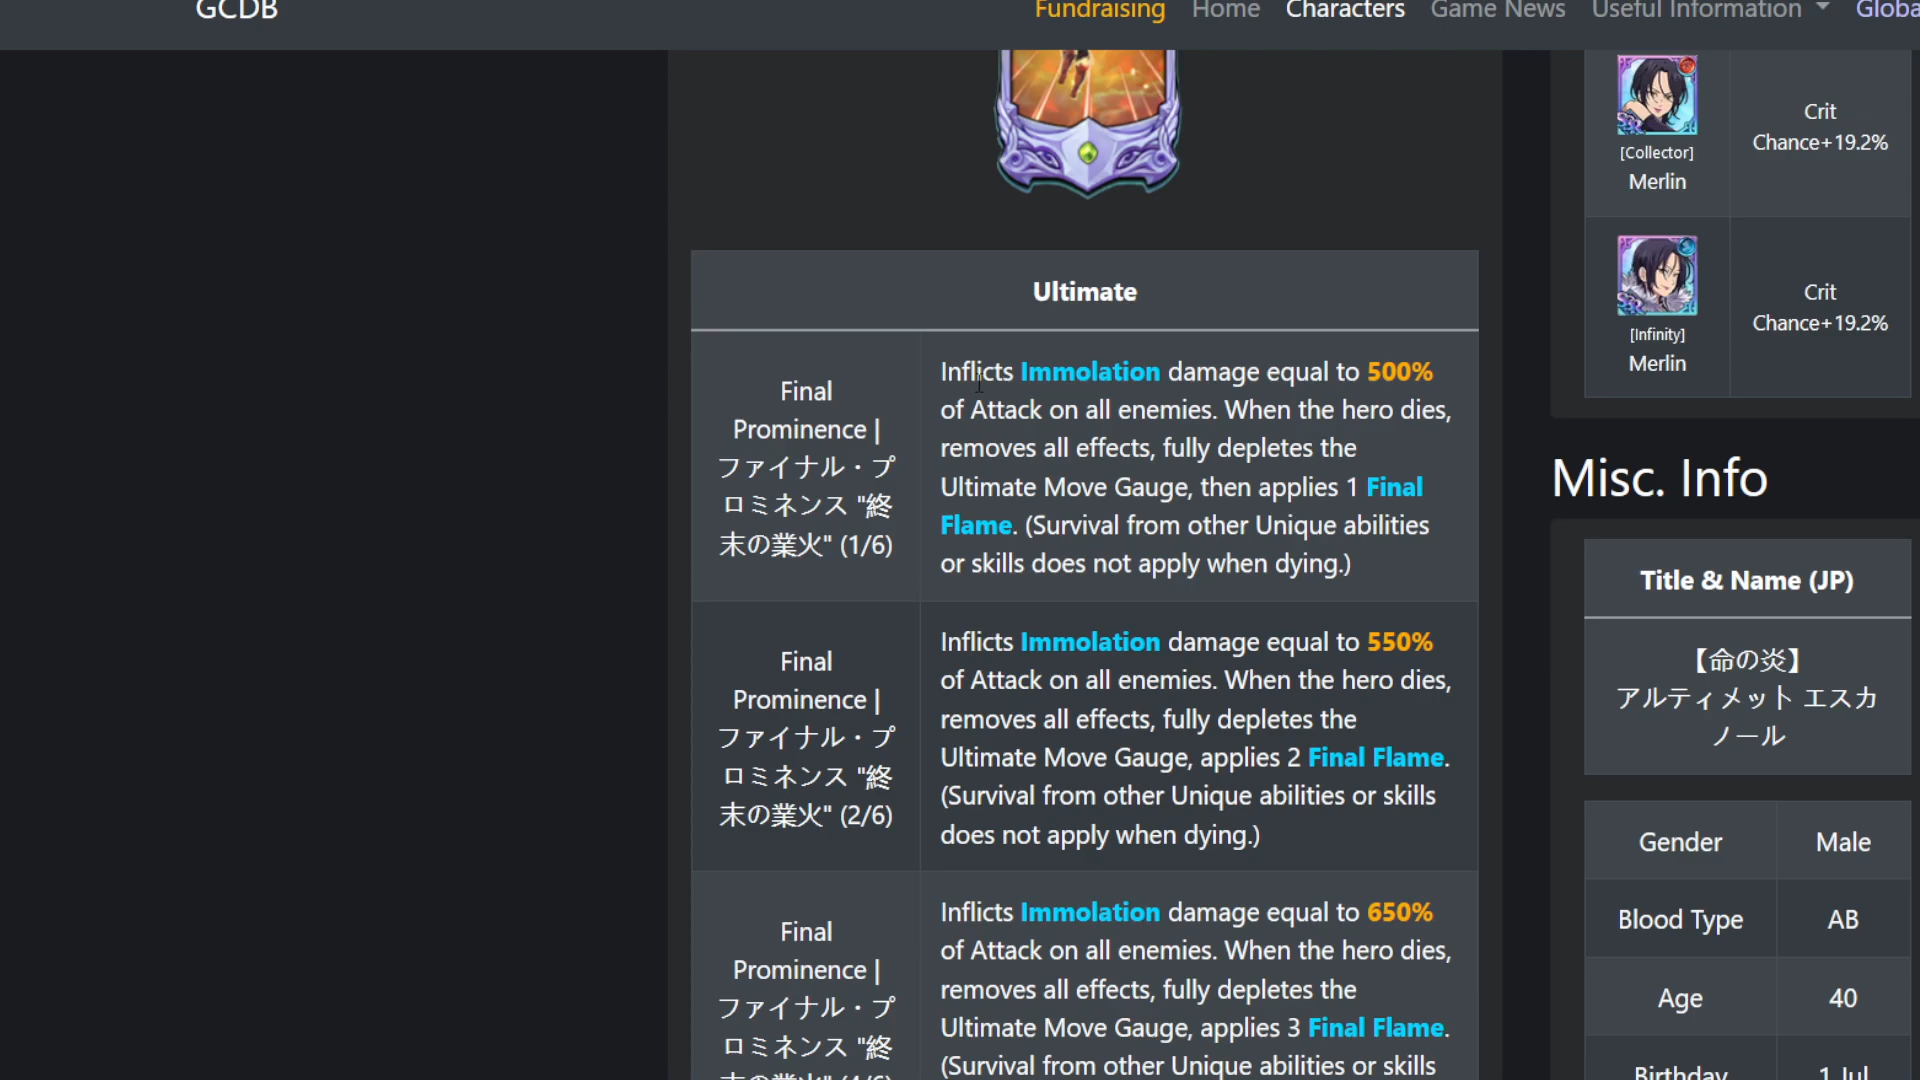 GCDB
Fundraising Home Characters Game News Useful Information Globa
Ultimate
Final
Prominence |
ファイナル・プ
ロミネンス "終
末の業火" (1/6)
Inflicts Immolation damage equal to 500%
of Attack on all enemies. When the hero dies,
removes all effects, fully depletes the
Ultimate Move Gauge, then applies 1 Final
Flame. (Survival from other Unique abilities
or skills does not apply when dying.)
Final
Prominence |
ファイナル・プ
ロミネンス "終
末の業火" (2/6)
Inflicts Immolation damage equal to 550%
of Attack on all enemies. When the hero dies,
removes all effects, fully depletes the
Ultimate Move Gauge, applies 2 Final Flame.
(Survival from other Unique abilities or skills
does not apply when dying.)
Final
Prominence |
ファイナル・プ
ロミネンス "終
Inflicts Immolation damage equal to 650%
of Attack on all enemies. When the hero dies,
removes all effects, fully depletes the
Ultimate Move Gauge, applies 3 Final Flame.
(Survival from other Unique abilities or skills
[Collector]
Merlin
Crit
Chance+19.2%
[Infinity]
Merlin
Crit
Chance+19.2%
Misc. Info
Title & Name (JP)
【命の炎】
アルティメット エスカ
ノール
Gender Male
Blood Type AB
Age 40
Birthday 1 Jul